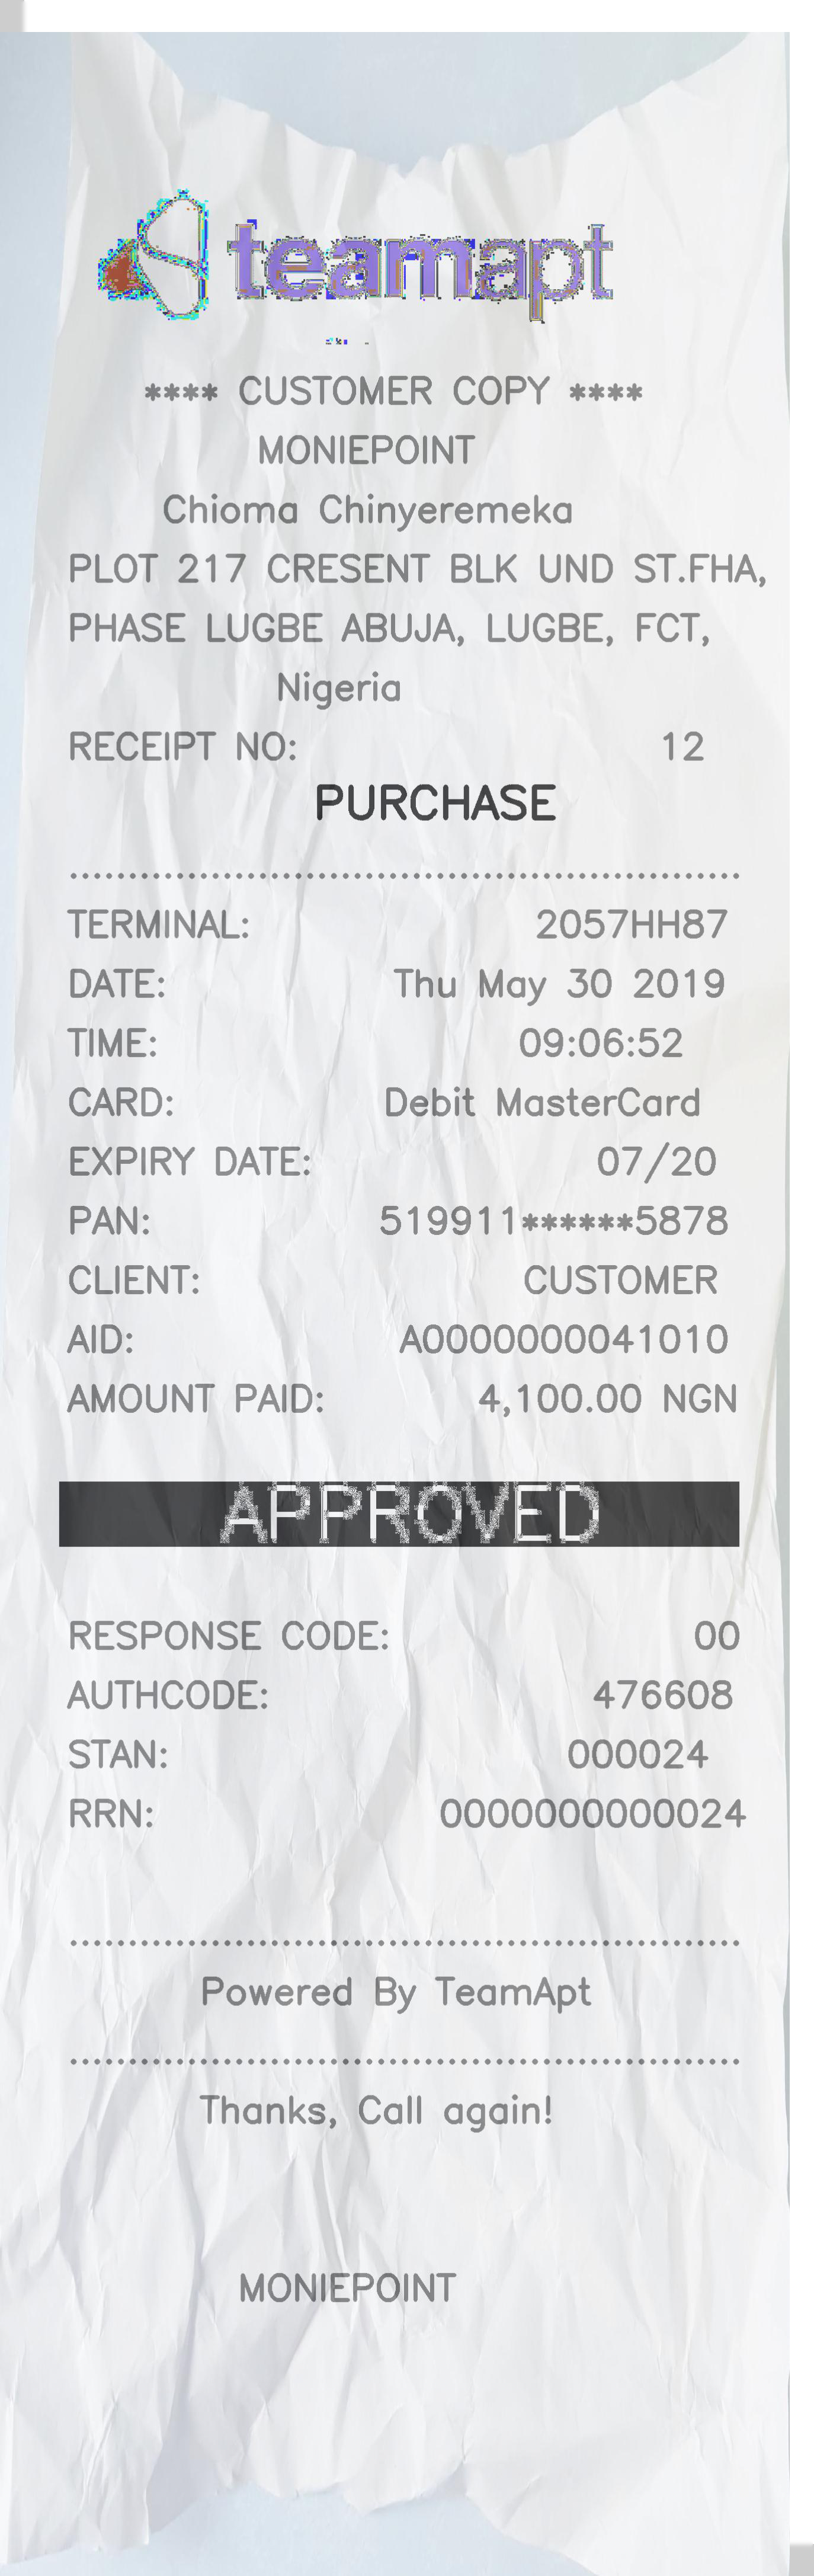 teamapt
**** CUSTOMER COPY ****
MONIEPOINT
Chioma Chinyeremeka
PLOT 217 CRESENT BLK UND ST.FHA,
PHASE LUGBE ABUJA, LUGBE, FCT,
Nigeria
RECEIPT NO: 12
PURCHASE
TERMINAL: 2057HH87
DATE: Thu May 30 2019
TIME: 09:06:52
CARD: Debit MasterCard
EXPIRY DATE: 07/20
PAN: 519911******5878
CLIENT: CUSTOMER
AID: A0000000041010
AMOUNT PAID: 4,100.00 NGN
APPROVED
RESPONSE CODE: 00
AUTHCODE: 476608
STAN: 000024
RRN: 0000000000024
Powered By TeamApt
Thanks, Call again!
MONIEPOINT